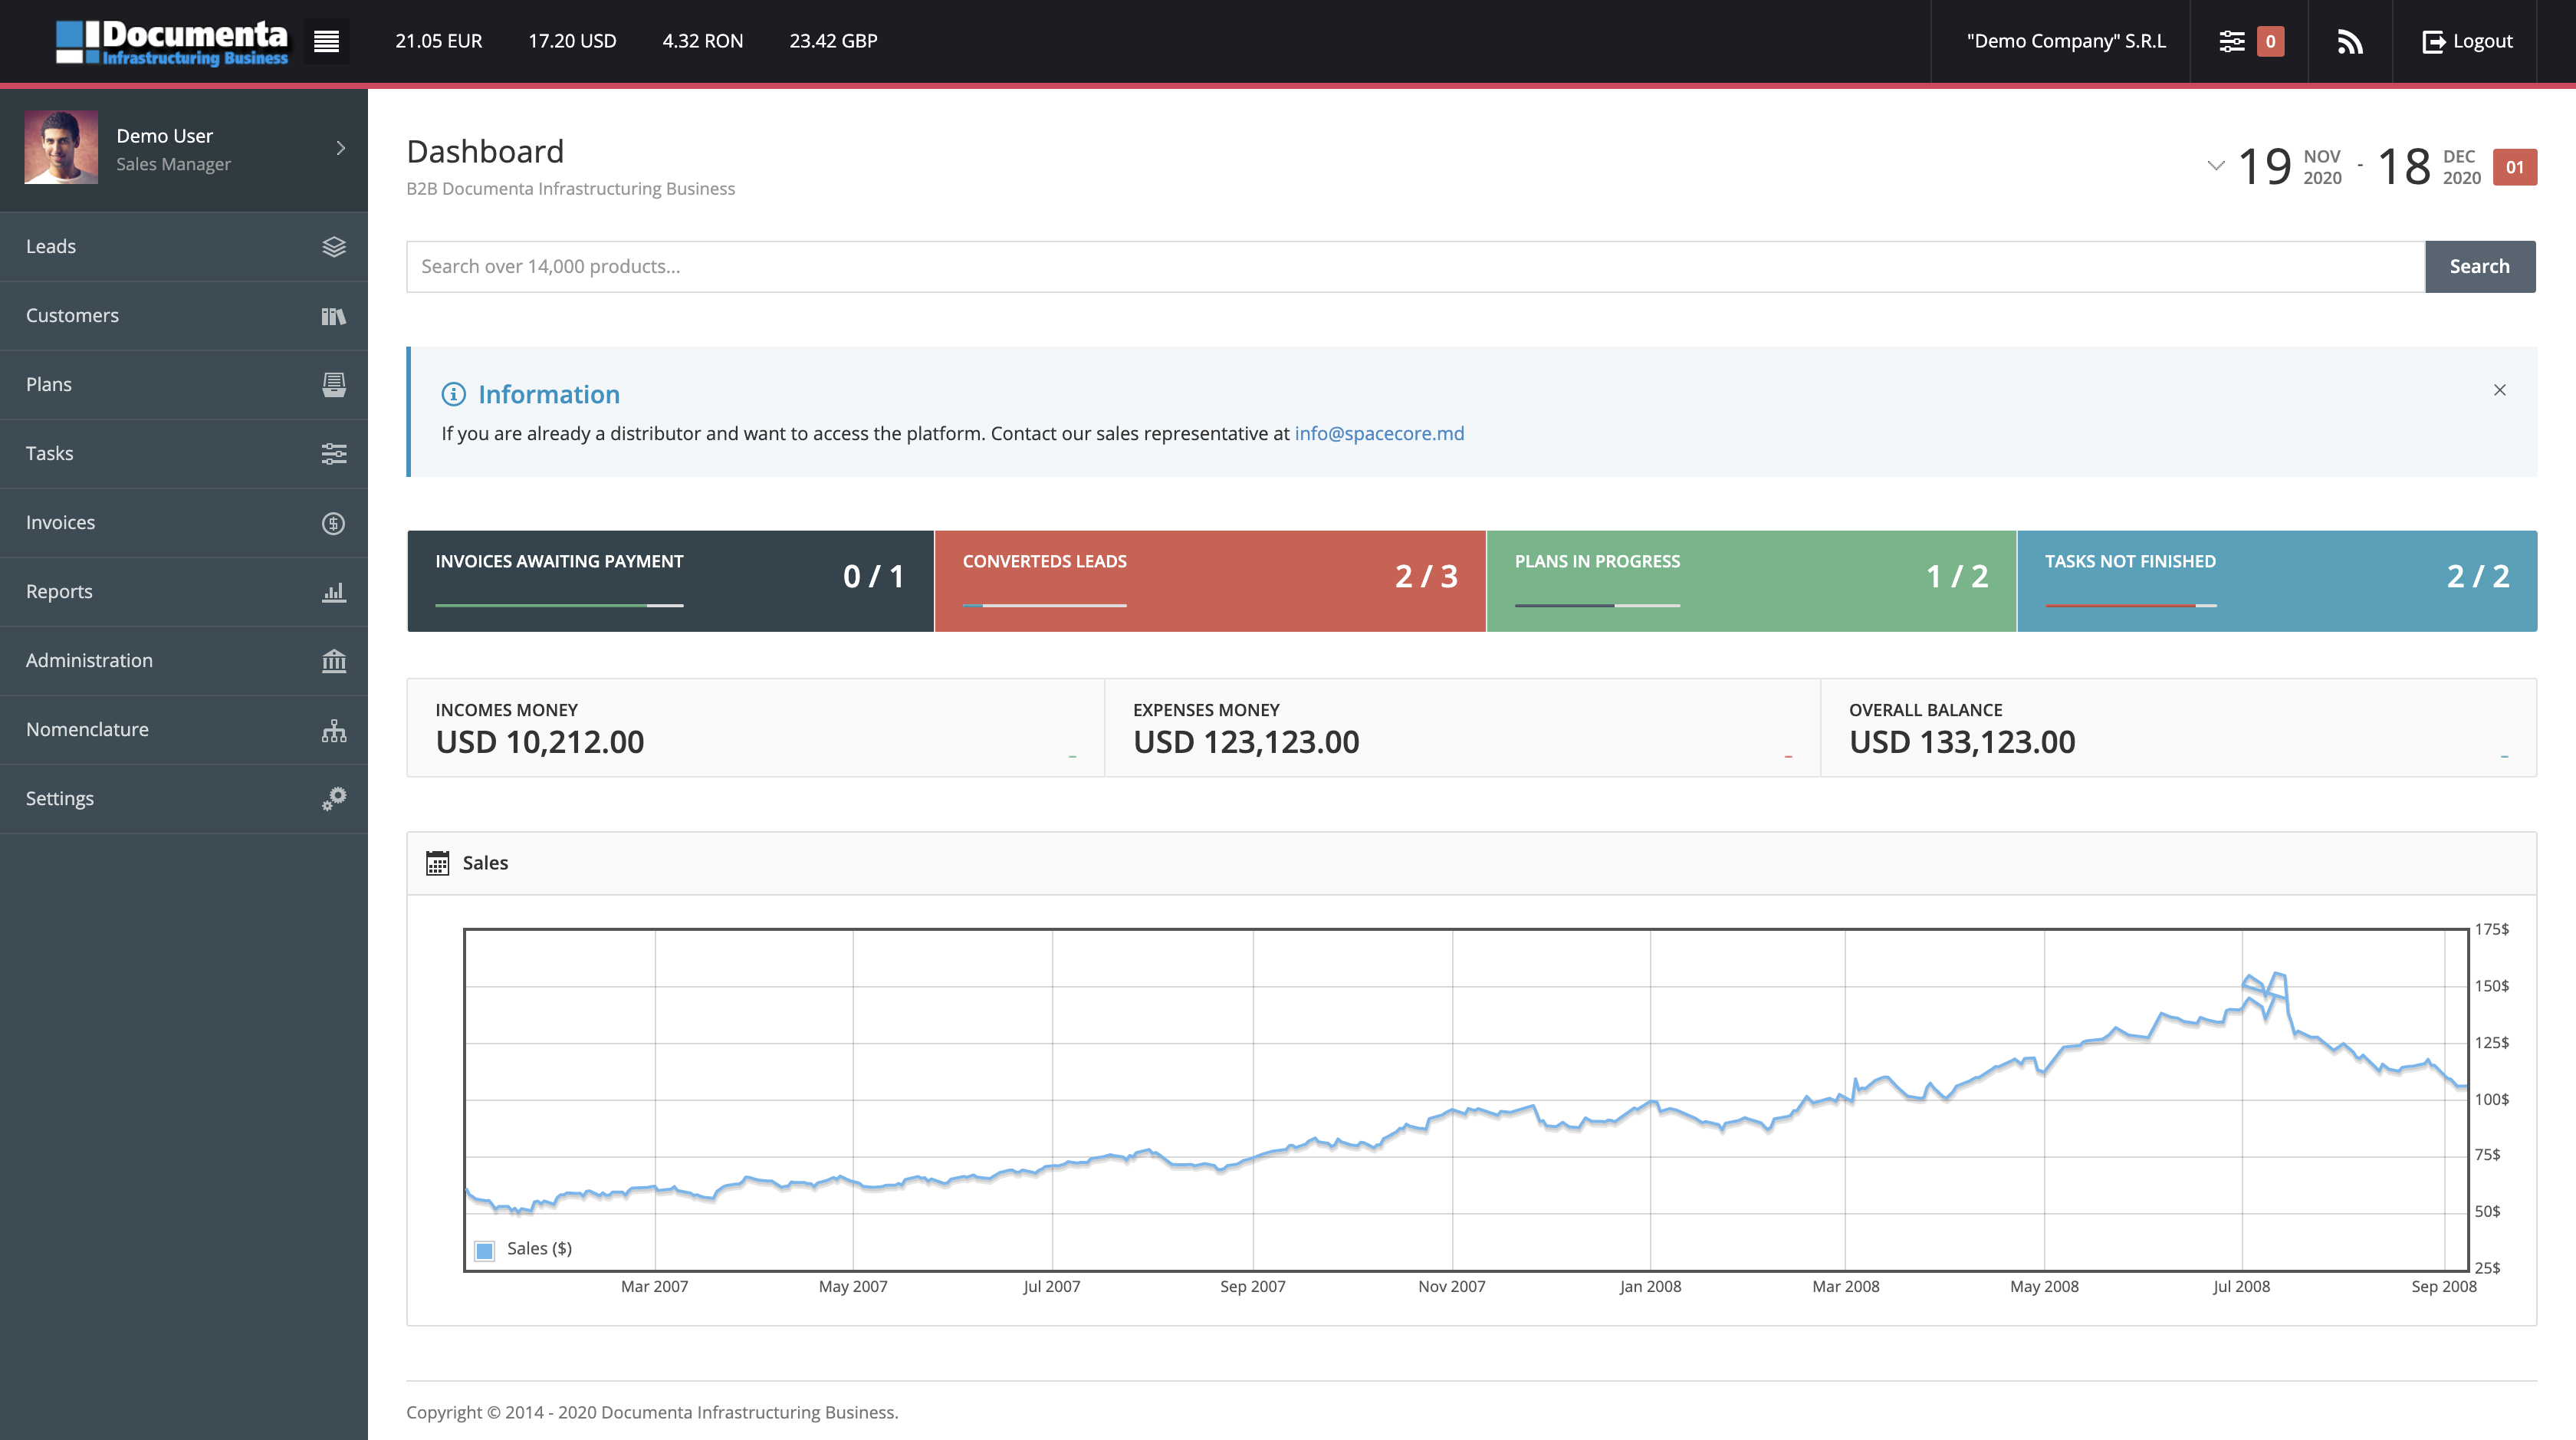 Documenta
Infrastructuring Business
21.05 EUR 17.20 USD 4.32 RON 23.42 GBP
"Demo Company" S.R.L
0
Logout
Demo User
Sales Manager
Leads
Customers
Plans
Tasks
Invoices
Reports
Administration
Nomenclature
Settings
Dashboard
B2B Documenta Infrastructuring Business
19 NOV 2020 - 18 DEC 2020 01
Search over 14,000 products...
Search
Information
If you are already a distributor and want to access the platform. Contact our sales representative at info@spacecore.md
INVOICES AWAITING PAYMENT 0 / 1
CONVERTEDS LEADS 2 / 3
PLANS IN PROGRESS 1 / 2
TASKS NOT FINISHED 2 / 2
INCOMES MONEY
USD 10,212.00
EXPENSES MONEY
USD 123,123.00
OVERALL BALANCE
USD 133,123.00
Sales
175$
150$
125$
100$
75$
50$
25$
Sales ($)
Mar 2007 May 2007 Jul 2007 Sep 2007 Nov 2007 Jan 2008 Mar 2008 May 2008 Jul 2008 Sep 2008
Copyright © 2014 - 2020 Documenta Infrastructuring Business.